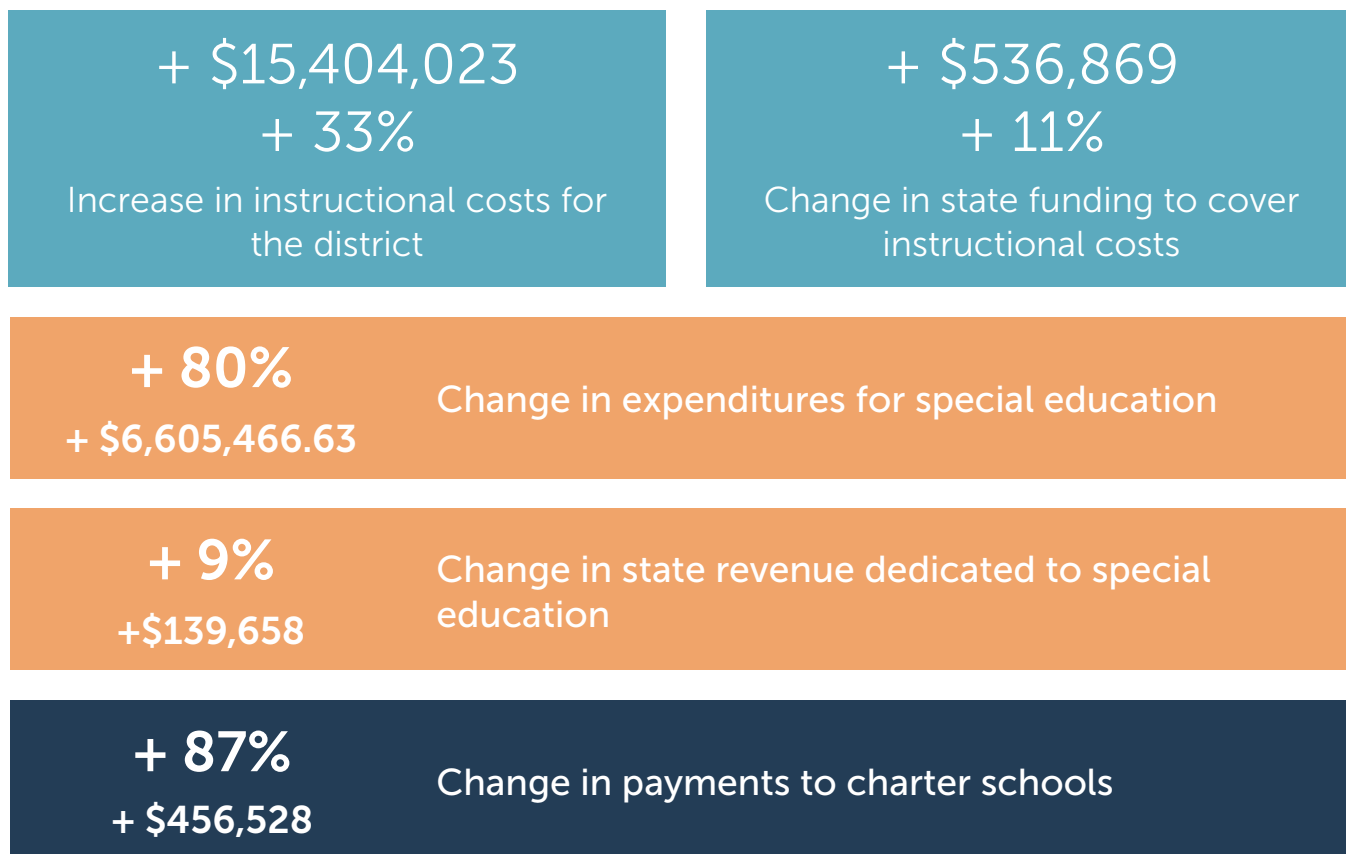 + $15,404,023
+ 33%
Increase in instructional costs for
the district
+ $536,869
+ 11%
Change in state funding to cover
instructional costs
+ 80%
+ $6,605,466.63
Change in expenditures for special education
+ 9%
+$139,658
Change in state revenue dedicated to special
education
+ 87%
+ $456,528
Change in payments to charter schools